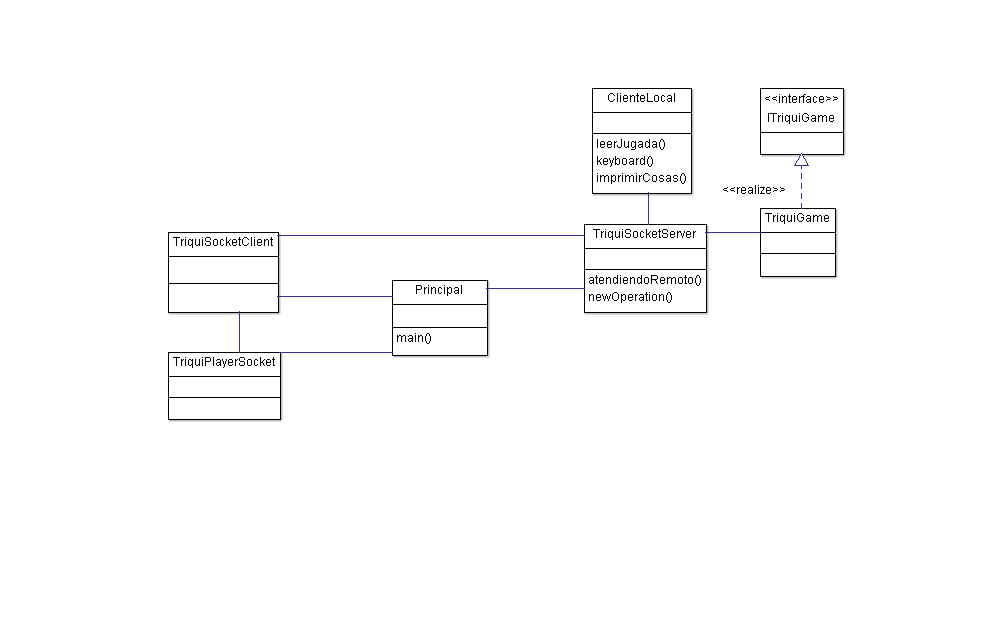 ClienteLocal
leerJugada()
keyboard()
imprimirCosas()
<<interface>>
ITriquiGame
<<realize>>
TriquiGame
TriquiSocketServer
atendiendoRemoto()
newOperation()
TriquiSocketClient
Principal
main()
TriquiPlayerSocket